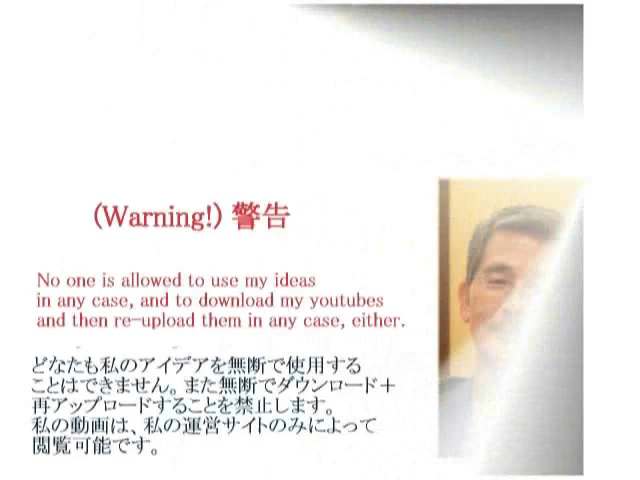 (Warning!) 警告
No one is allowed to use my ideas
in any case, and to download my youtubes
and then re-upload them in any case, either.
どなたも私のアイデアを無断で使用する
ことはできません。また無断でダウンロード＋
再アップロードすることを禁止します。
私の動画は、私の運営サイトのみによって
閲覧可能です。